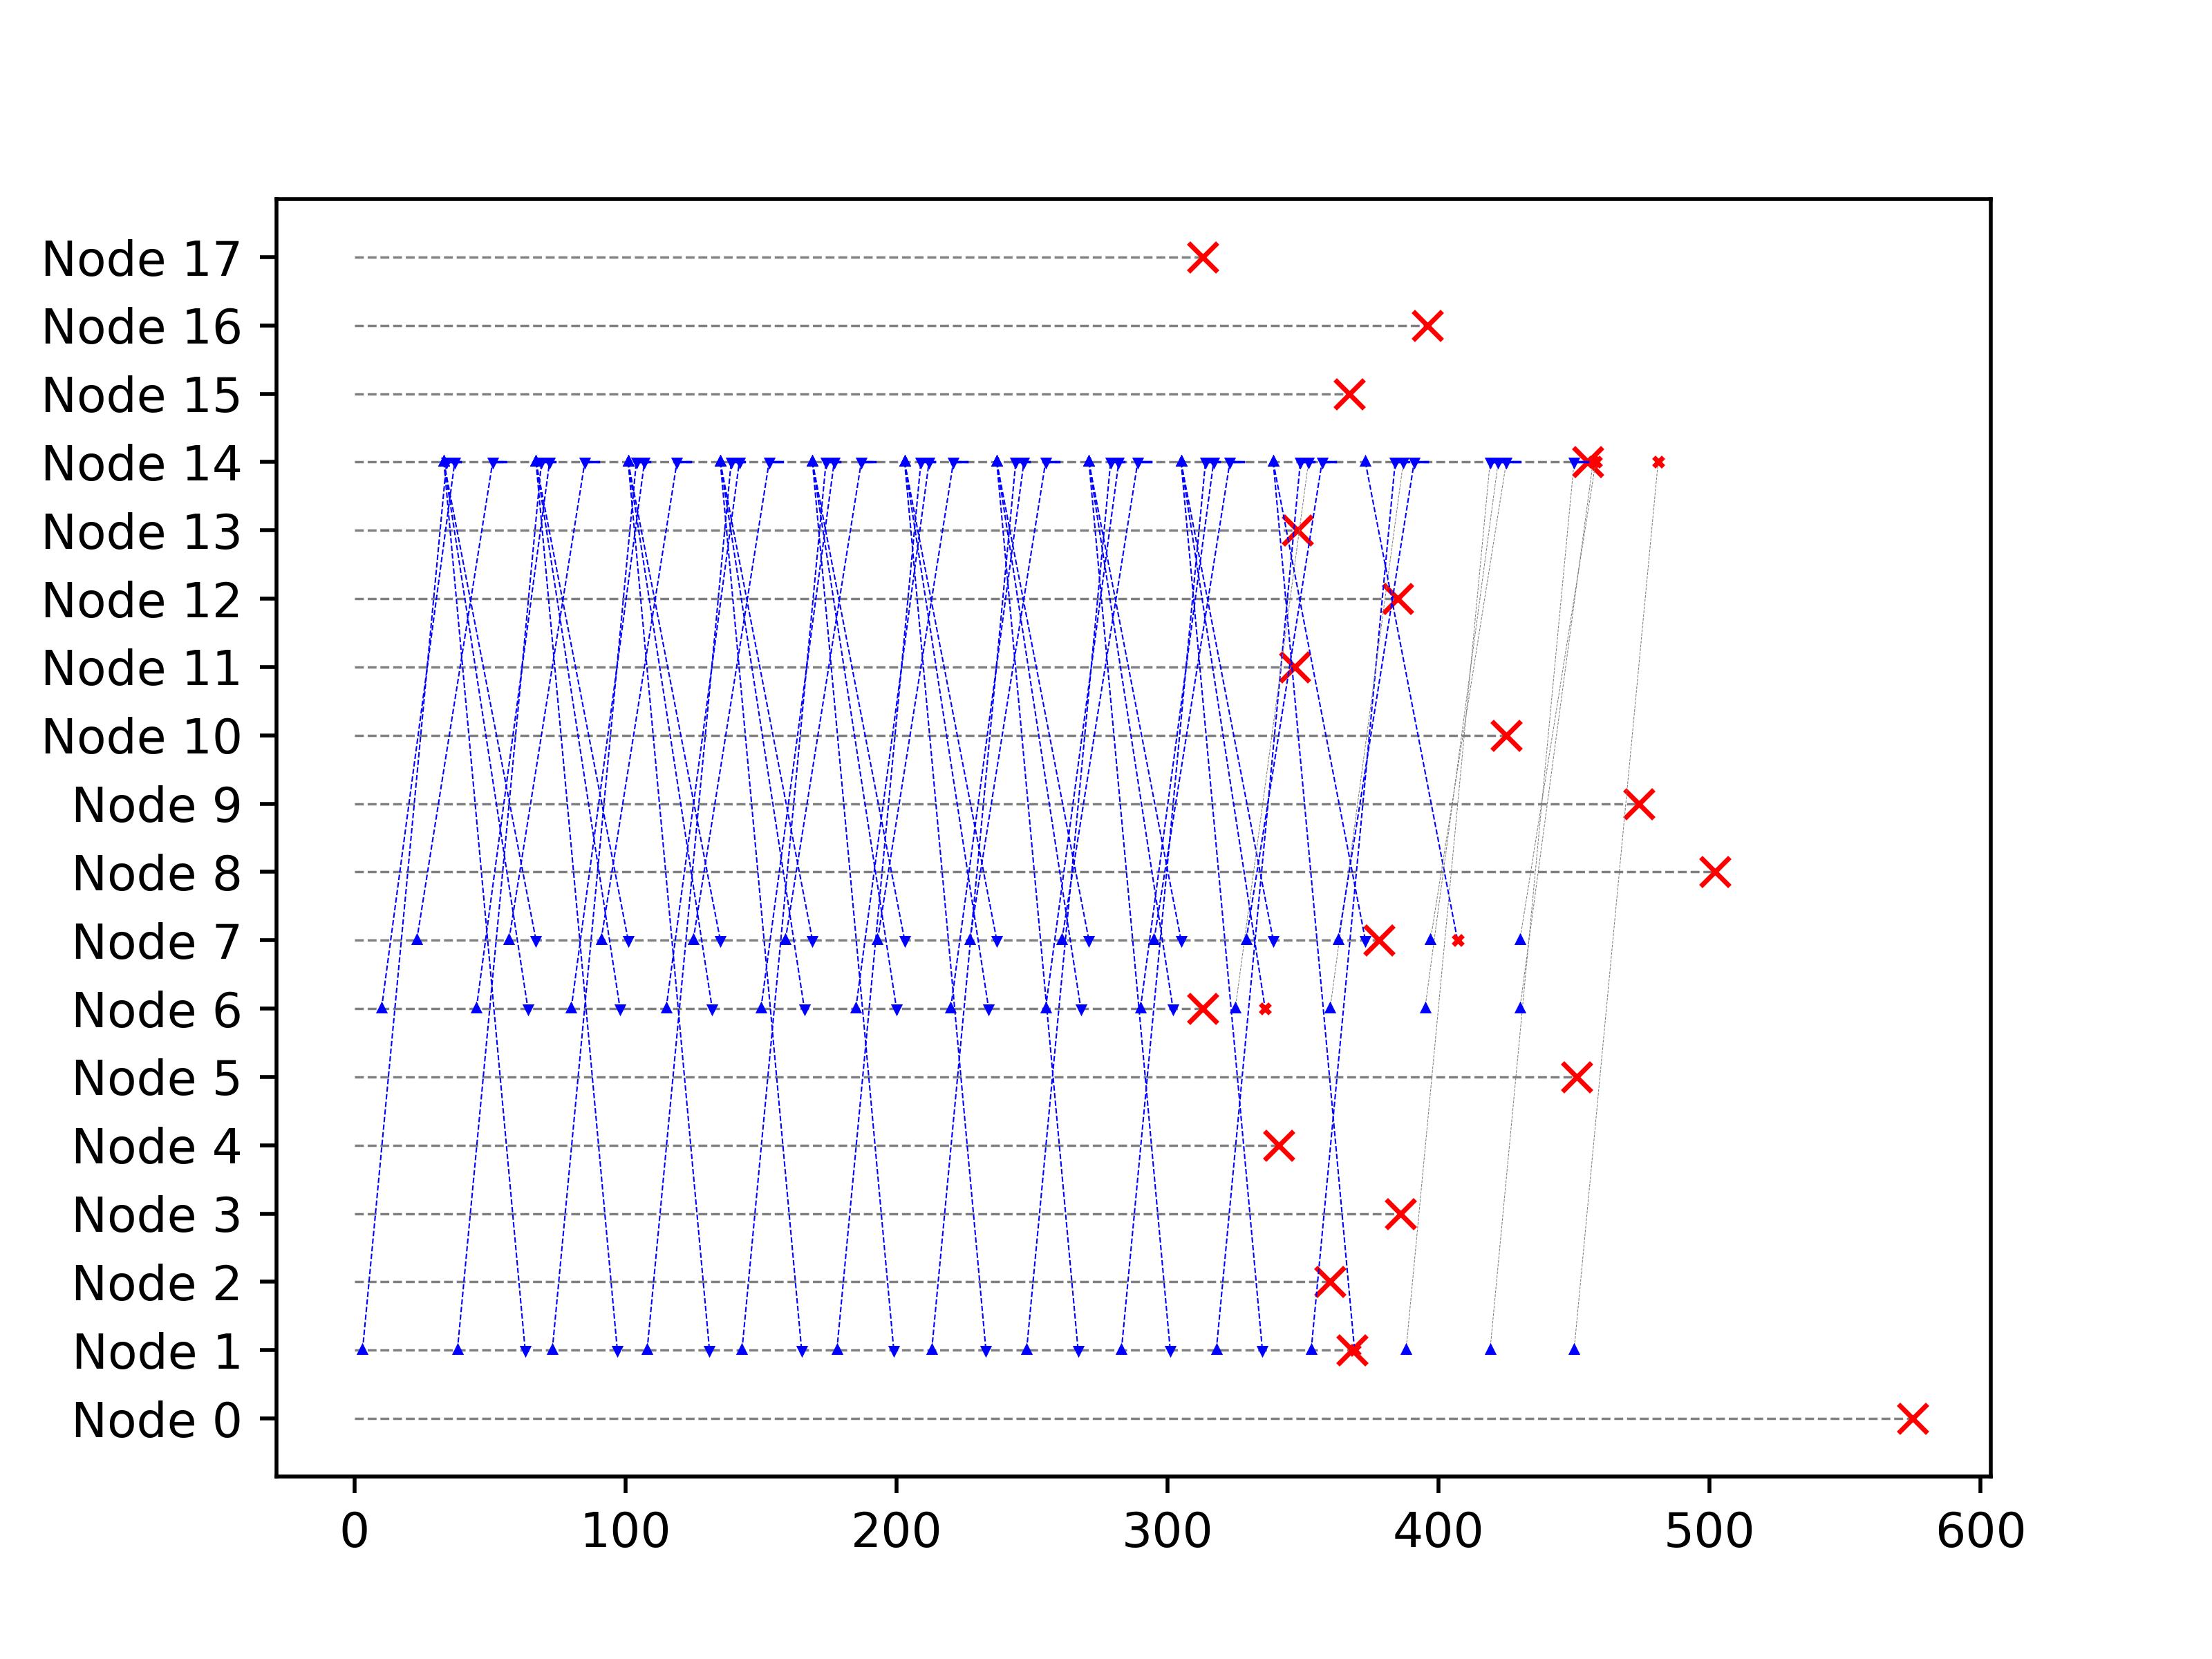 Node 17
Node 16
Node 15
Node 14
Node 13
Node 12
Node 11
Node 10
Node 9
Node 8
Node 7
Node 6
Node 5
Node 4
Node 3
Node 2
Node 1
Node 0
0 100 200 300 400 500 600